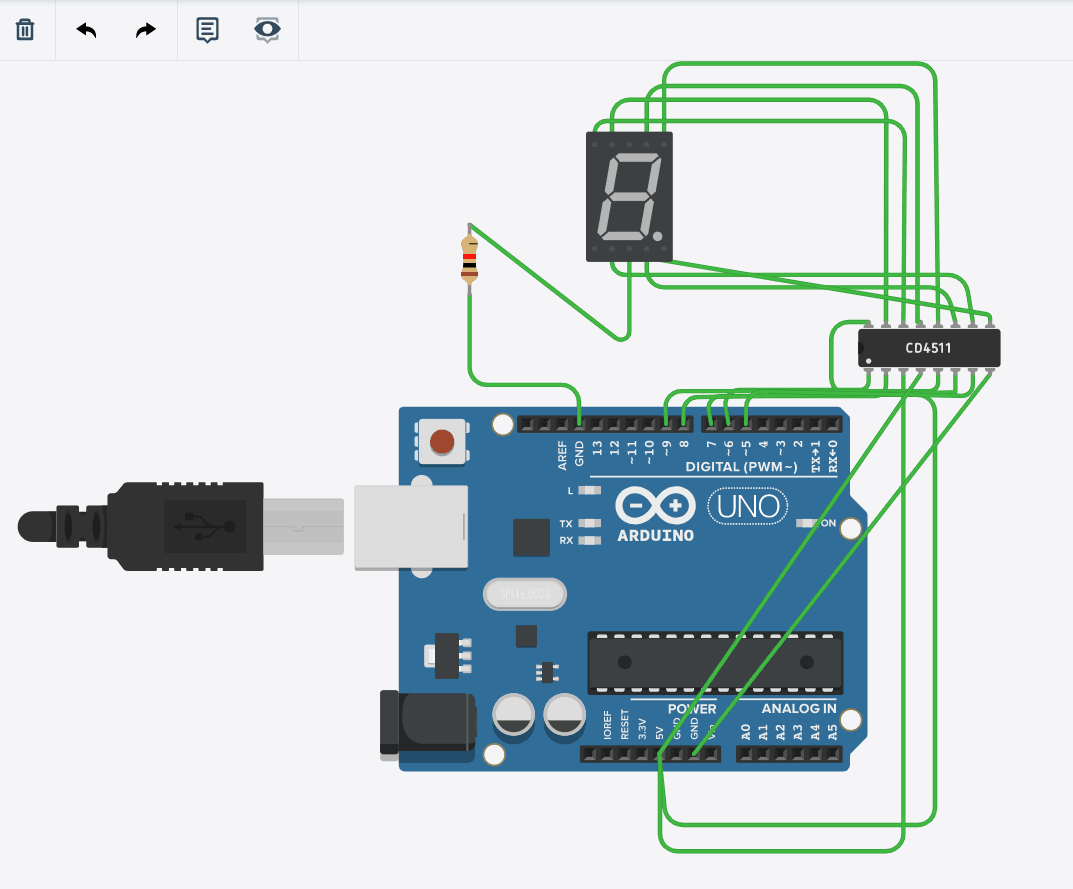 CD4511
AREF
GND
13
12
~11
~10
~9
8
7
~6
~5
4
~3
2
TX→1
RX←0
DIGITAL (PWM~)
L
TX
RX
UNO
ON
ARDUINO
POWER
ANALOG IN
IOREF
RESET
3.3V
5V
GND
GND
A0
A1
A2
A3
A4
A5